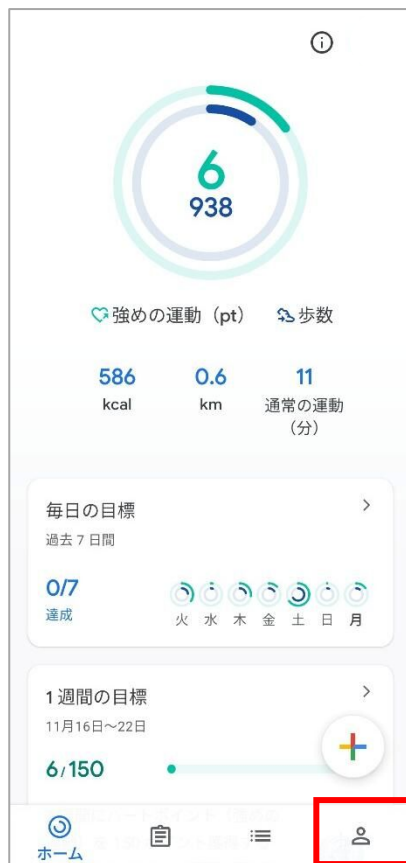 6
938
強めの運動（pt） 歩数
586 0.6 11
kcal km 通常の運動
（分）
毎日の目標
過去 7 日間
0/7
達成
火 水 木 金 土 日 月
1 週間の目標
11月16日～22日
6/150
ホーム